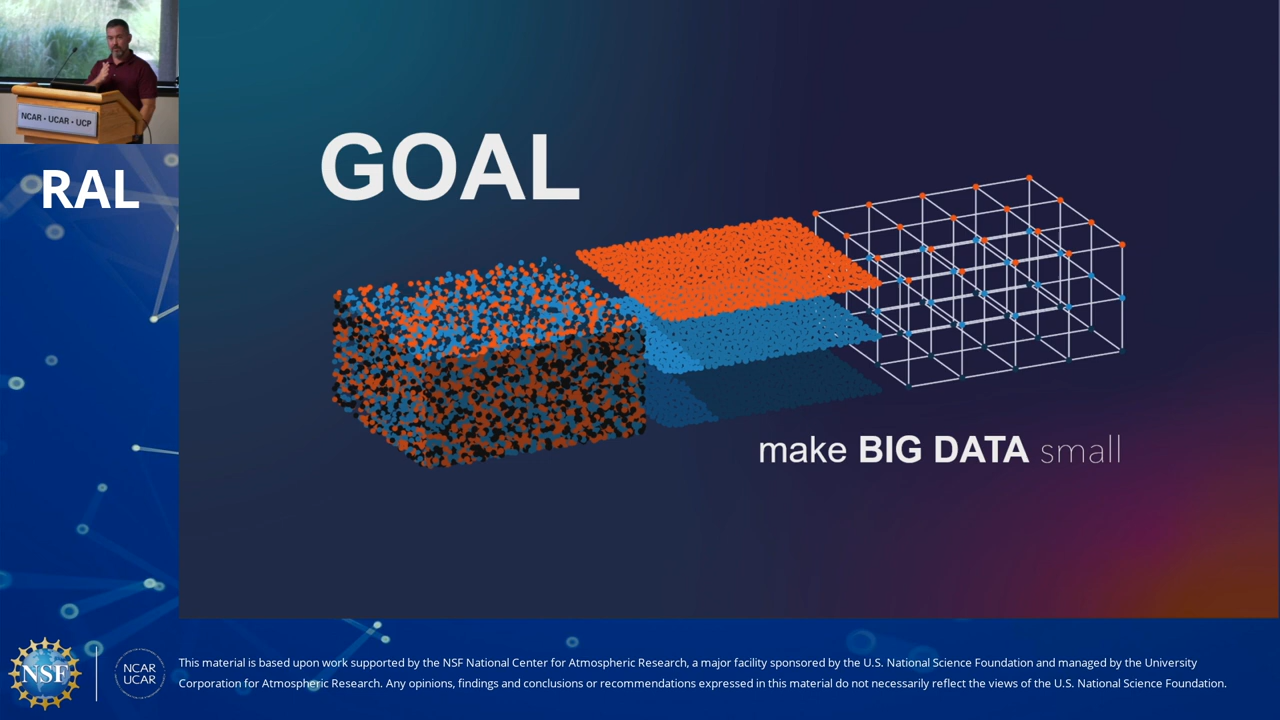 NCAR • UCAR • UCP
RAL
GOAL
make BIG DATA small
NSF
NCAR
UCAR
This material is based upon work supported by the NSF National Center for Atmospheric Research, a major facility sponsored by the U.S. National Science Foundation and managed by the University
Corporation for Atmospheric Research. Any opinions, findings and conclusions or recommendations expressed in this material do not necessarily reflect the views of the U.S. National Science Foundation.